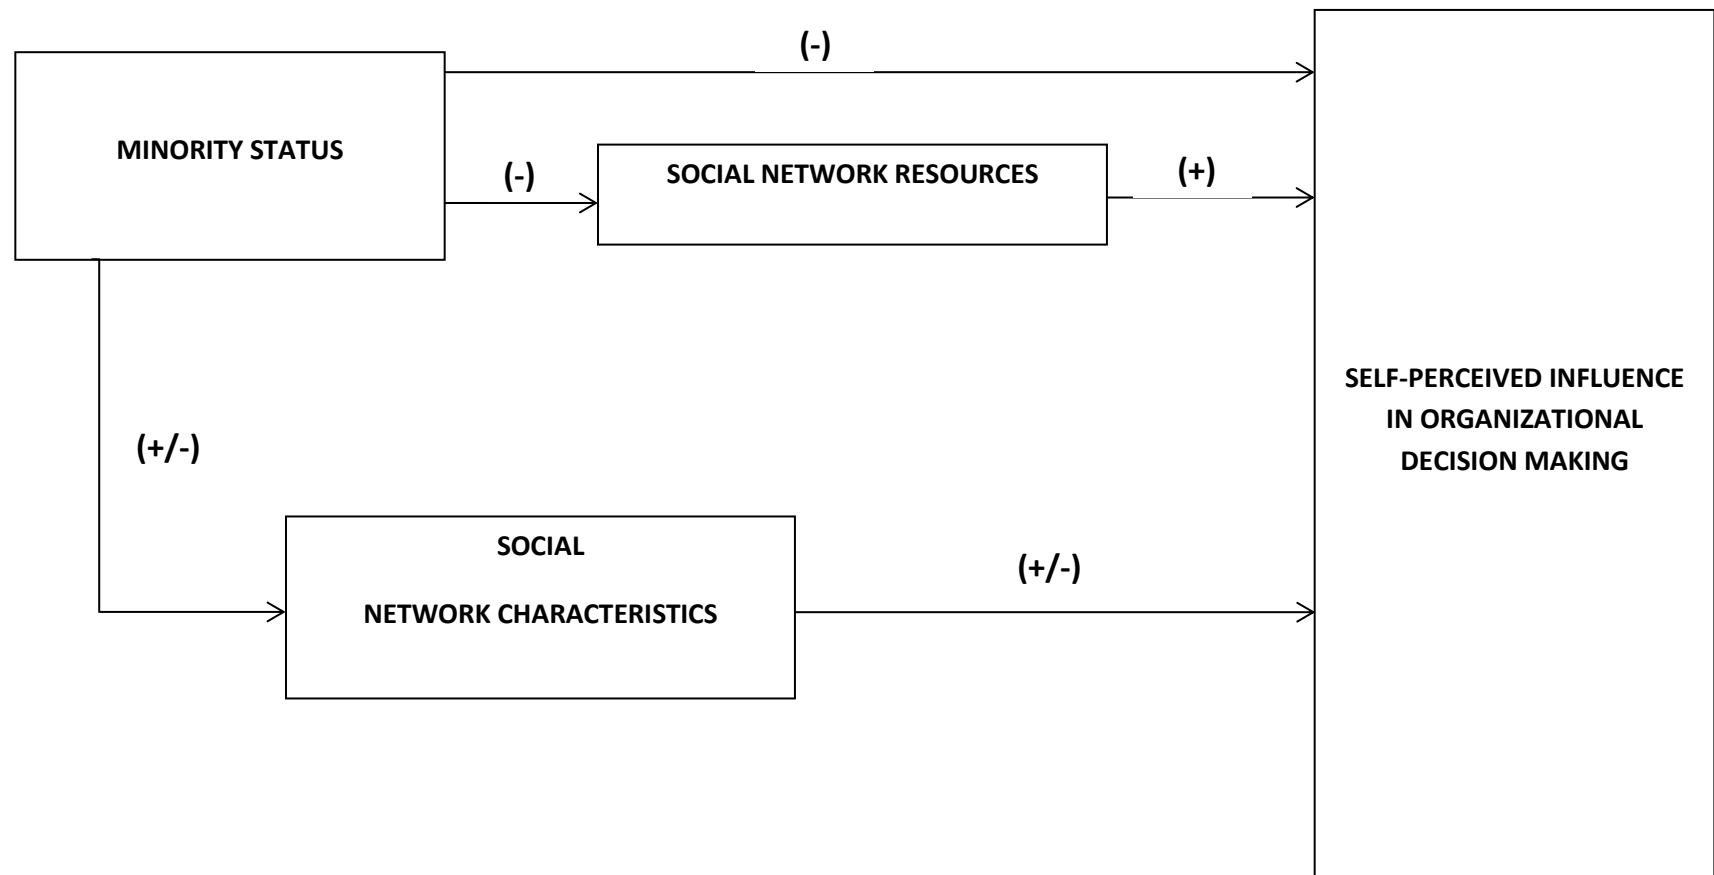 (-)
MINORITY STATUS
(-)
SOCIAL NETWORK RESOURCES
(+)
SELF-PERCEIVED INFLUENCE
IN ORGANIZATIONAL
DECISION MAKING
(+/-)
SOCIAL
NETWORK CHARACTERISTICS
(+/-)